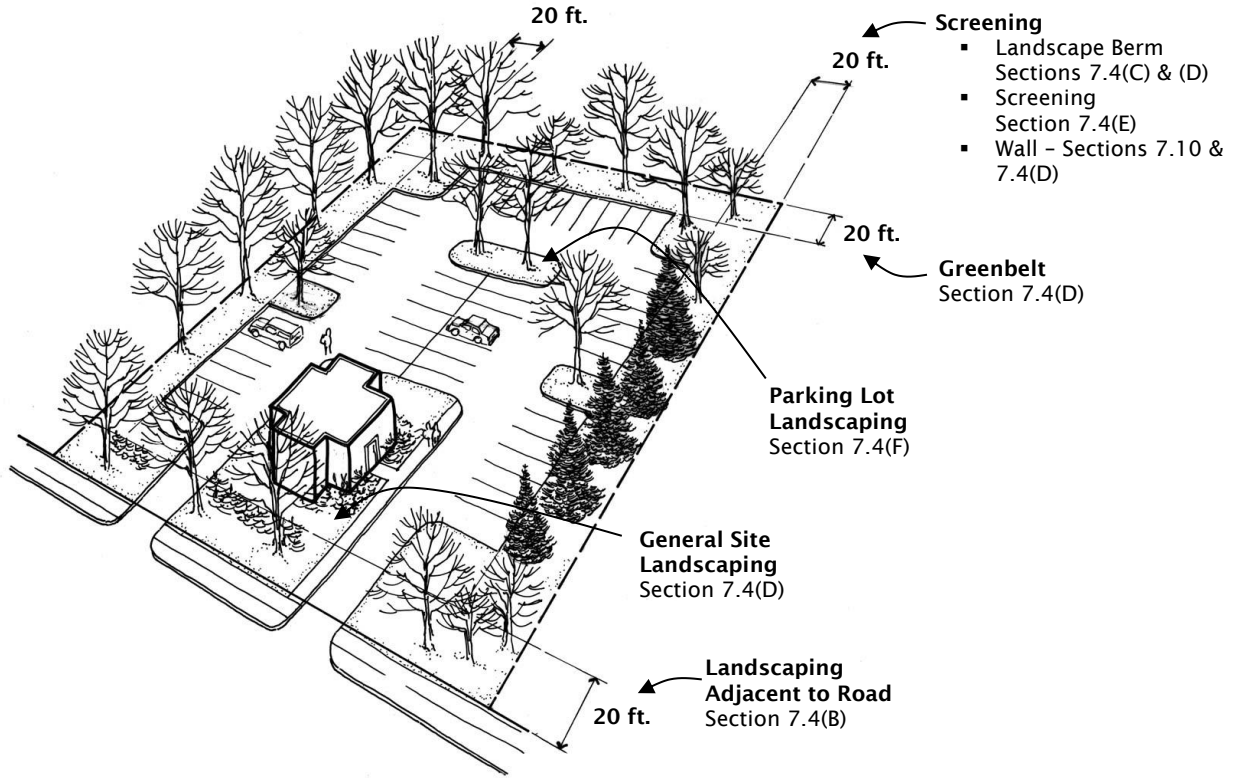 20 ft.
20 ft.
Screening
▪ Landscape Berm
Sections 7.4(C) & (D)
▪ Screening
Section 7.4(E)
▪ Wall – Sections 7.10 &
7.4(D)
20 ft.
Greenbelt
Section 7.4(D)
Parking Lot
Landscaping
Section 7.4(F)
General Site
Landscaping
Section 7.4(D)
Landscaping
Adjacent to Road
Section 7.4(B)
20 ft.